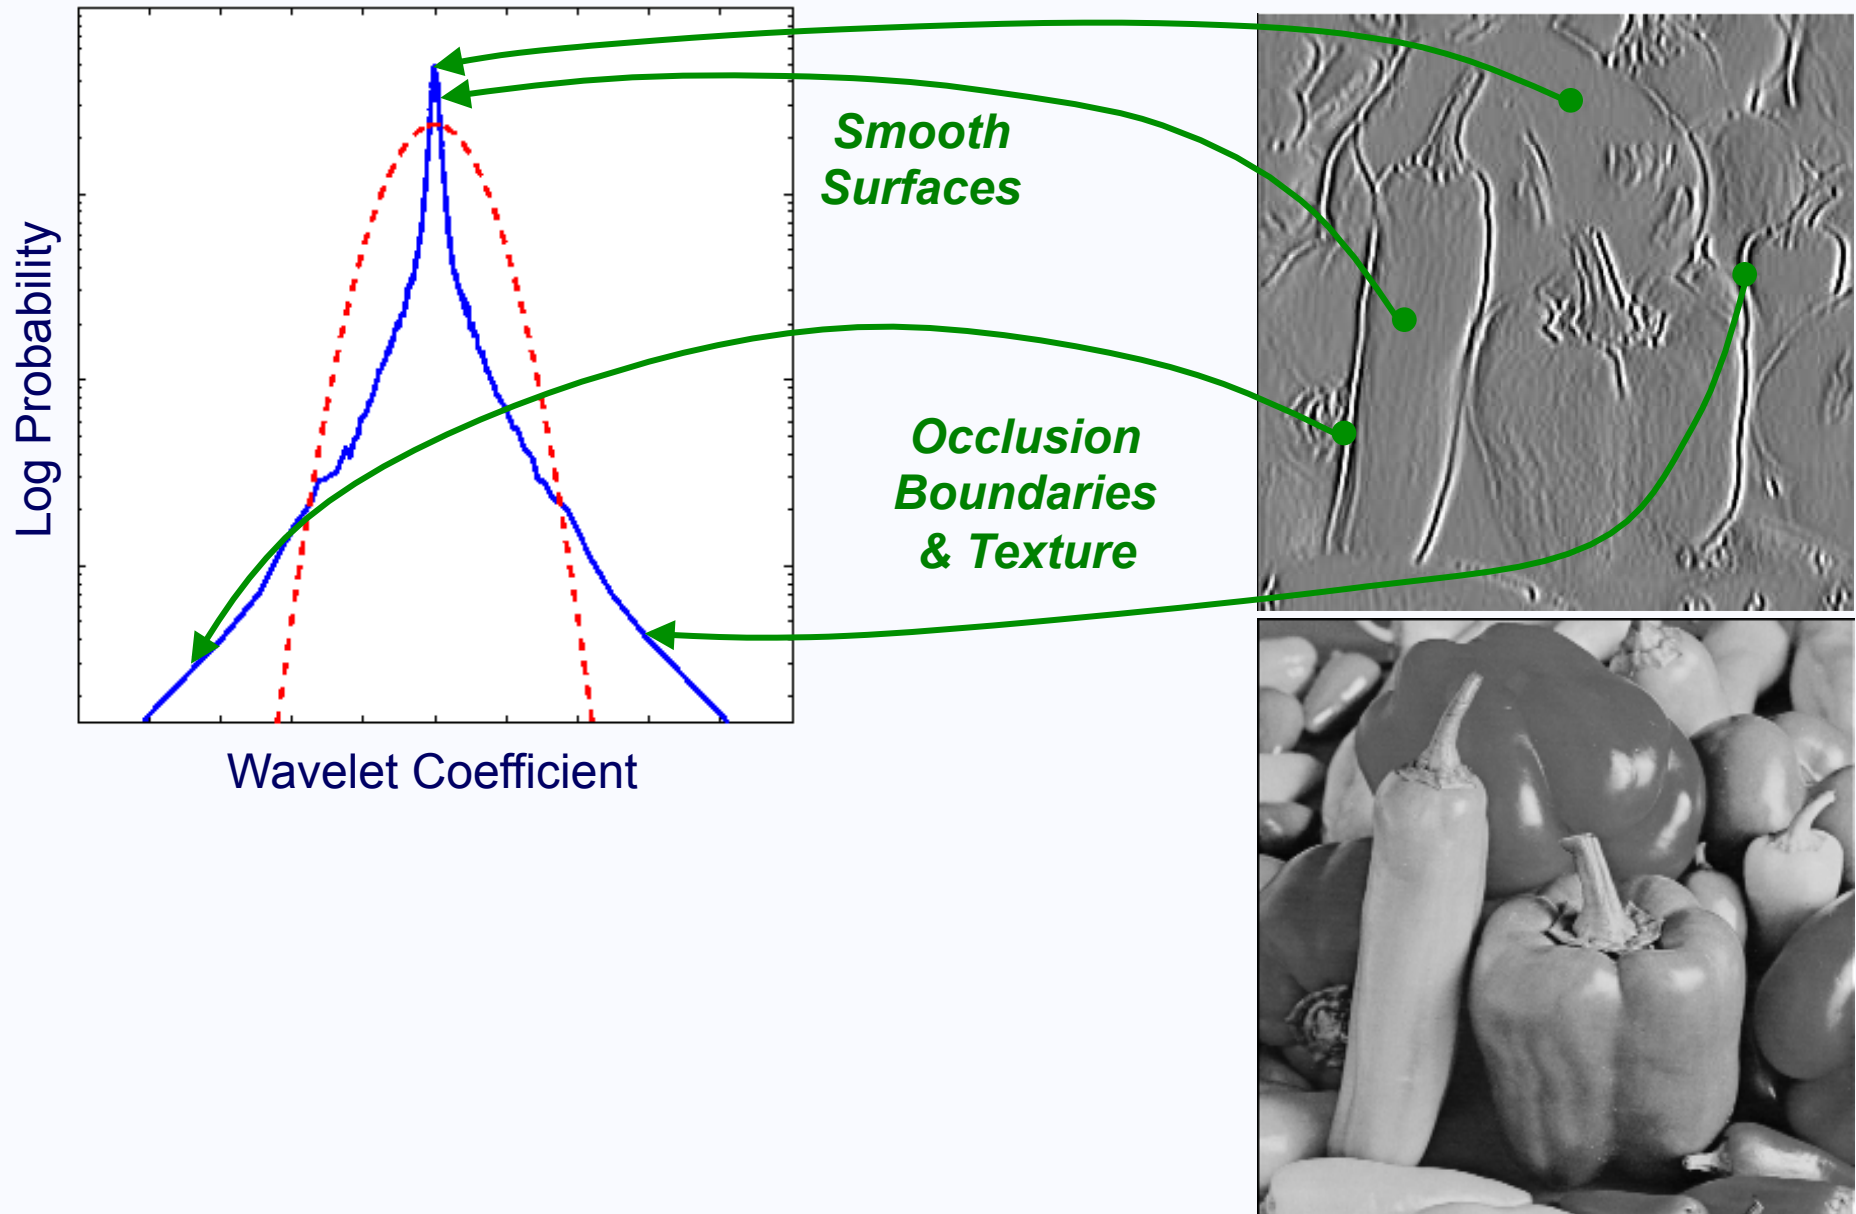 Log Probability
Wavelet Coefficient
Smooth
Surfaces
Occlusion
Boundaries
& Texture